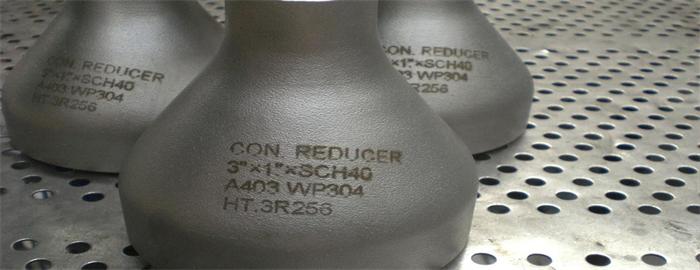 CON. REDUCER
3"×1"×SCH40
A403 WP304
HT.3R256
CON. REDUCER
3"×1"×SCH40
A403 WP304
HT.3R256
CON. REDUCER
×1"×SCH40
403 WP304
3R256